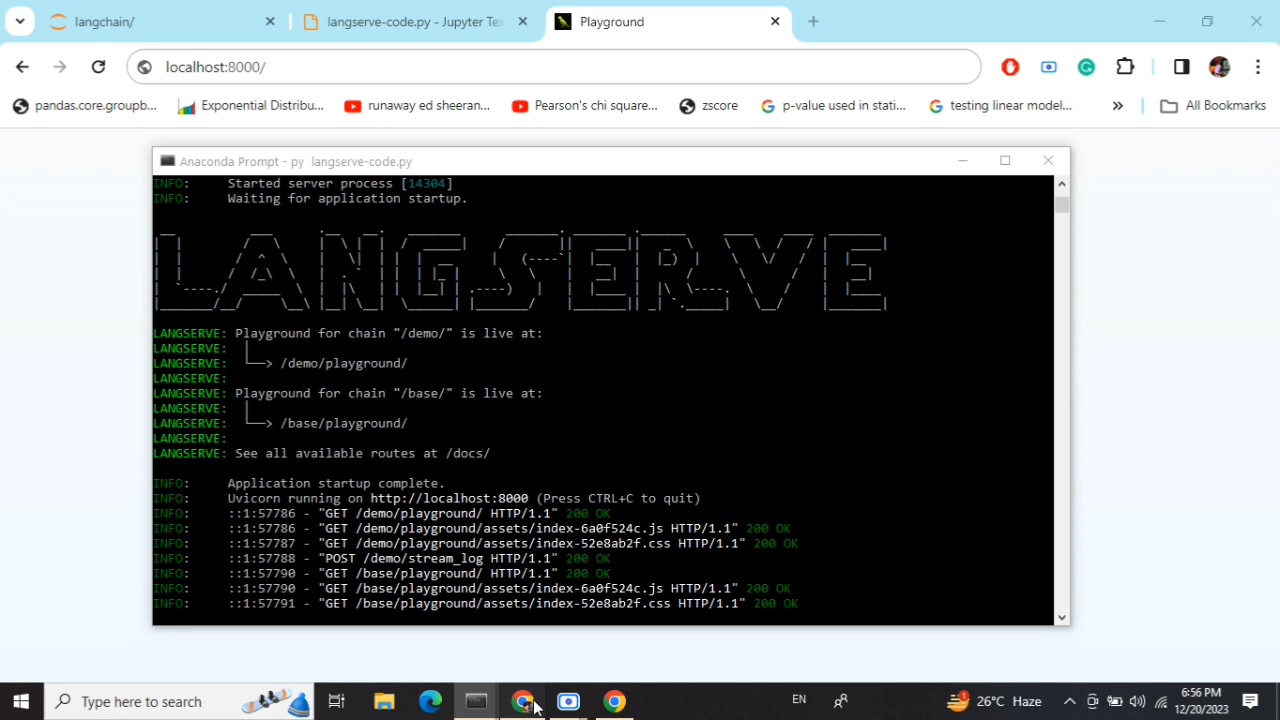 langchain/
langserve-code.py - Jupyter Tex
Playground
localhost:8000/
pandas.core.groupb...
Exponential Distribu...
runaway ed sheeran...
Pearson's chi square...
zscore
p-value used in stati...
testing linear model...
»
All Bookmarks
Anaconda Prompt - py langserve-code.py
INFO: Started server process [14304]
INFO: Waiting for application startup.
LANGSERVE
LANGSERVE: Playground for chain "/demo/" is live at:
LANGSERVE: │
LANGSERVE: └──> /demo/playground/
LANGSERVE:
LANGSERVE: Playground for chain "/base/" is live at:
LANGSERVE: │
LANGSERVE: └──> /base/playground/
LANGSERVE:
LANGSERVE: See all available routes at /docs/
INFO: Application startup complete.
INFO: Uvicorn running on http://localhost:8000 (Press CTRL+C to quit)
INFO: ::1:57786 - "GET /demo/playground/ HTTP/1.1" 200 OK
INFO: ::1:57786 - "GET /demo/playground/assets/index-6a0f524c.js HTTP/1.1" 200 OK
INFO: ::1:57787 - "GET /demo/playground/assets/index-52e8ab2f.css HTTP/1.1" 200 OK
INFO: ::1:57788 - "POST /demo/stream_log HTTP/1.1" 200 OK
INFO: ::1:57790 - "GET /base/playground/ HTTP/1.1" 200 OK
INFO: ::1:57790 - "GET /base/playground/assets/index-6a0f524c.js HTTP/1.1" 200 OK
INFO: ::1:57791 - "GET /base/playground/assets/index-52e8ab2f.css HTTP/1.1" 200 OK
Type here to search
EN
1
26°C Haze
6:56 PM
12/20/2023